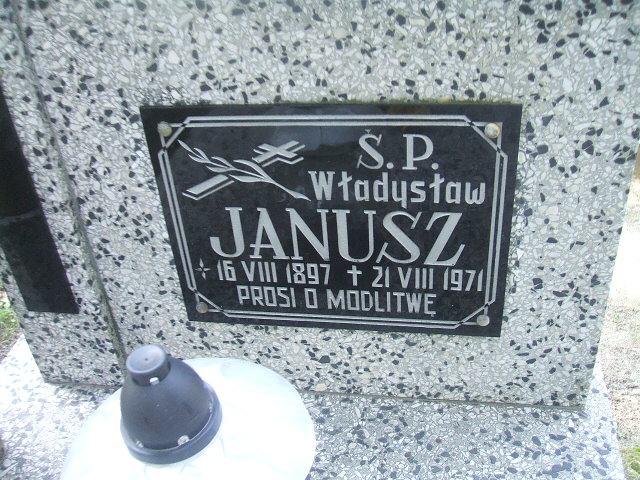 Ś.P.
Władysław
JANUSZ
16 VIII 1897 ✝ 21 VIII 1971
PROSI O MODLITWĘ